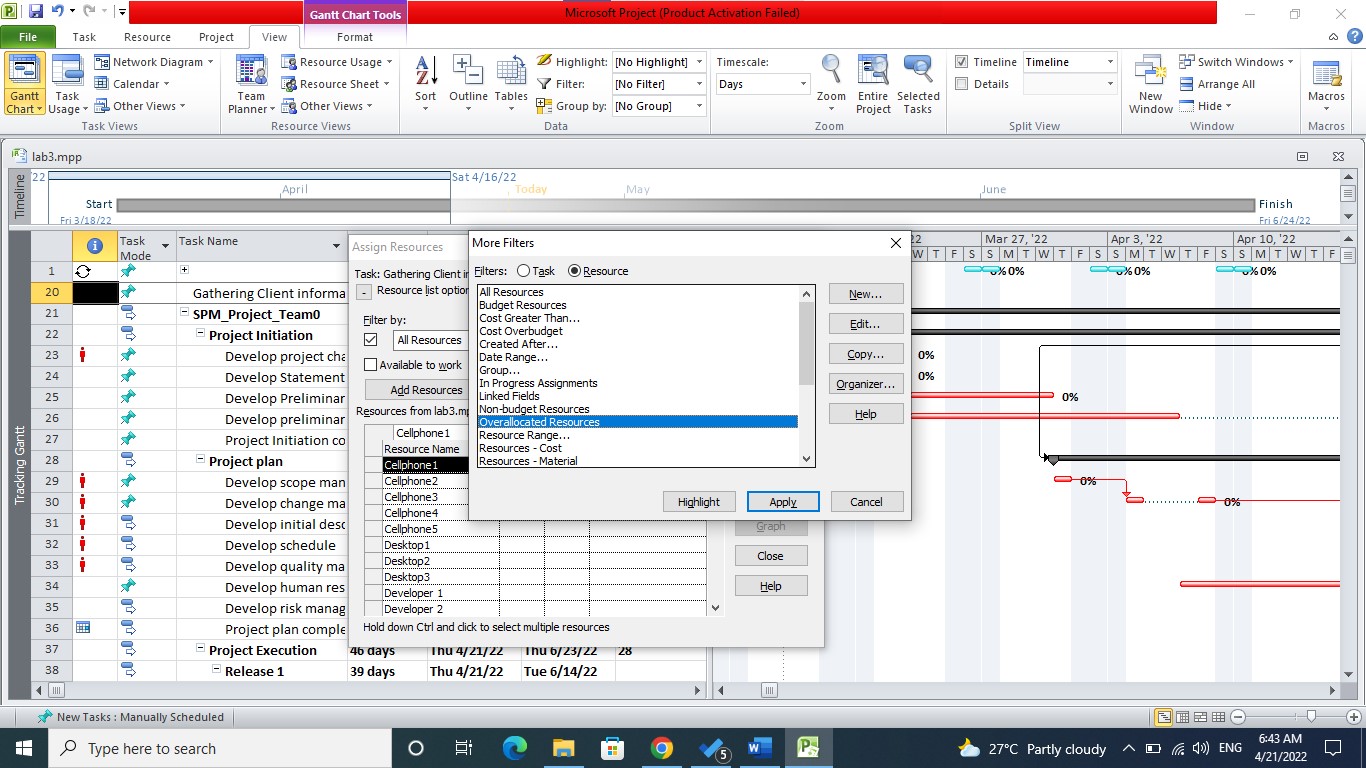 Gantt Chart Tools
Microsoft Project (Product Activation Failed)
File Task Resource Project View Format
Gantt Chart
Task Usage
Network Diagram
Calendar
Other Views
Task Views
Team Planner
Resource Usage
Resource Sheet
Other Views
Resource Views
Sort
Outline
Tables
Highlight: [No Highlight]
Filter: [No Filter]
Group by: [No Group]
Data
Timescale:
Days
Zoom
Entire Project
Selected Tasks
Zoom
Timeline Timeline
Details
Split View
New Window
Switch Windows
Arrange All
Hide
Window
Macros
Macros
lab3.mpp
Timeline
'22 Sat 4/16/22
April Today May June
Start Finish
Fri 3/18/22 Fri 6/24/22
Tracking Gantt
Task Mode Task Name
1
20 Gathering Client informa
21 SPM_Project_Team0
22 Project Initiation
23 Develop project cha
24 Develop Statement
25 Develop Preliminar
26 Develop preliminar
27 Project Initiation co
28 Project plan
29 Develop scope man
30 Develop change ma
31 Develop initial desc
32 Develop schedule
33 Develop quality ma
34 Develop human res
35 Develop risk manag
36 Project plan comple
37 Project Execution 46 days Thu 4/21/22 Thu 6/23/22 28
38 Release 1 39 days Thu 4/21/22 Tue 6/14/22
Assign Resources
Task: Gathering Client in
- Resource list option
Filter by:
All Resources
Available to work
Add Resources
Resources from lab3.mp
Cellphone1
Resource Name
Cellphone1
Cellphone2
Cellphone3
Cellphone4
Cellphone5
Desktop1
Desktop2
Desktop3
Developer 1
Developer 2
Hold down Ctrl and click to select multiple resources
Graph
Close
Help
More Filters
Filters: Task Resource
All Resources
Budget Resources
Cost Greater Than...
Cost Overbudget
Created After...
Date Range...
Group...
In Progress Assignments
Linked Fields
Non-budget Resources
Overallocated Resources
Resource Range...
Resources - Cost
Resources - Material
New...
Edit...
Copy...
Organizer...
Help
Highlight Apply Cancel
22 Mar 27, '22 Apr 3, '22 Apr 10, '22
W T F S S M T W T F S S M T W T F S S M T W T F
0% 0% 0% 0% 0% 0%
0%
0%
0%
0%
0%
New Tasks : Manually Scheduled
Type here to search
5
27°C Partly cloudy
ENG
6:43 AM
4/21/2022